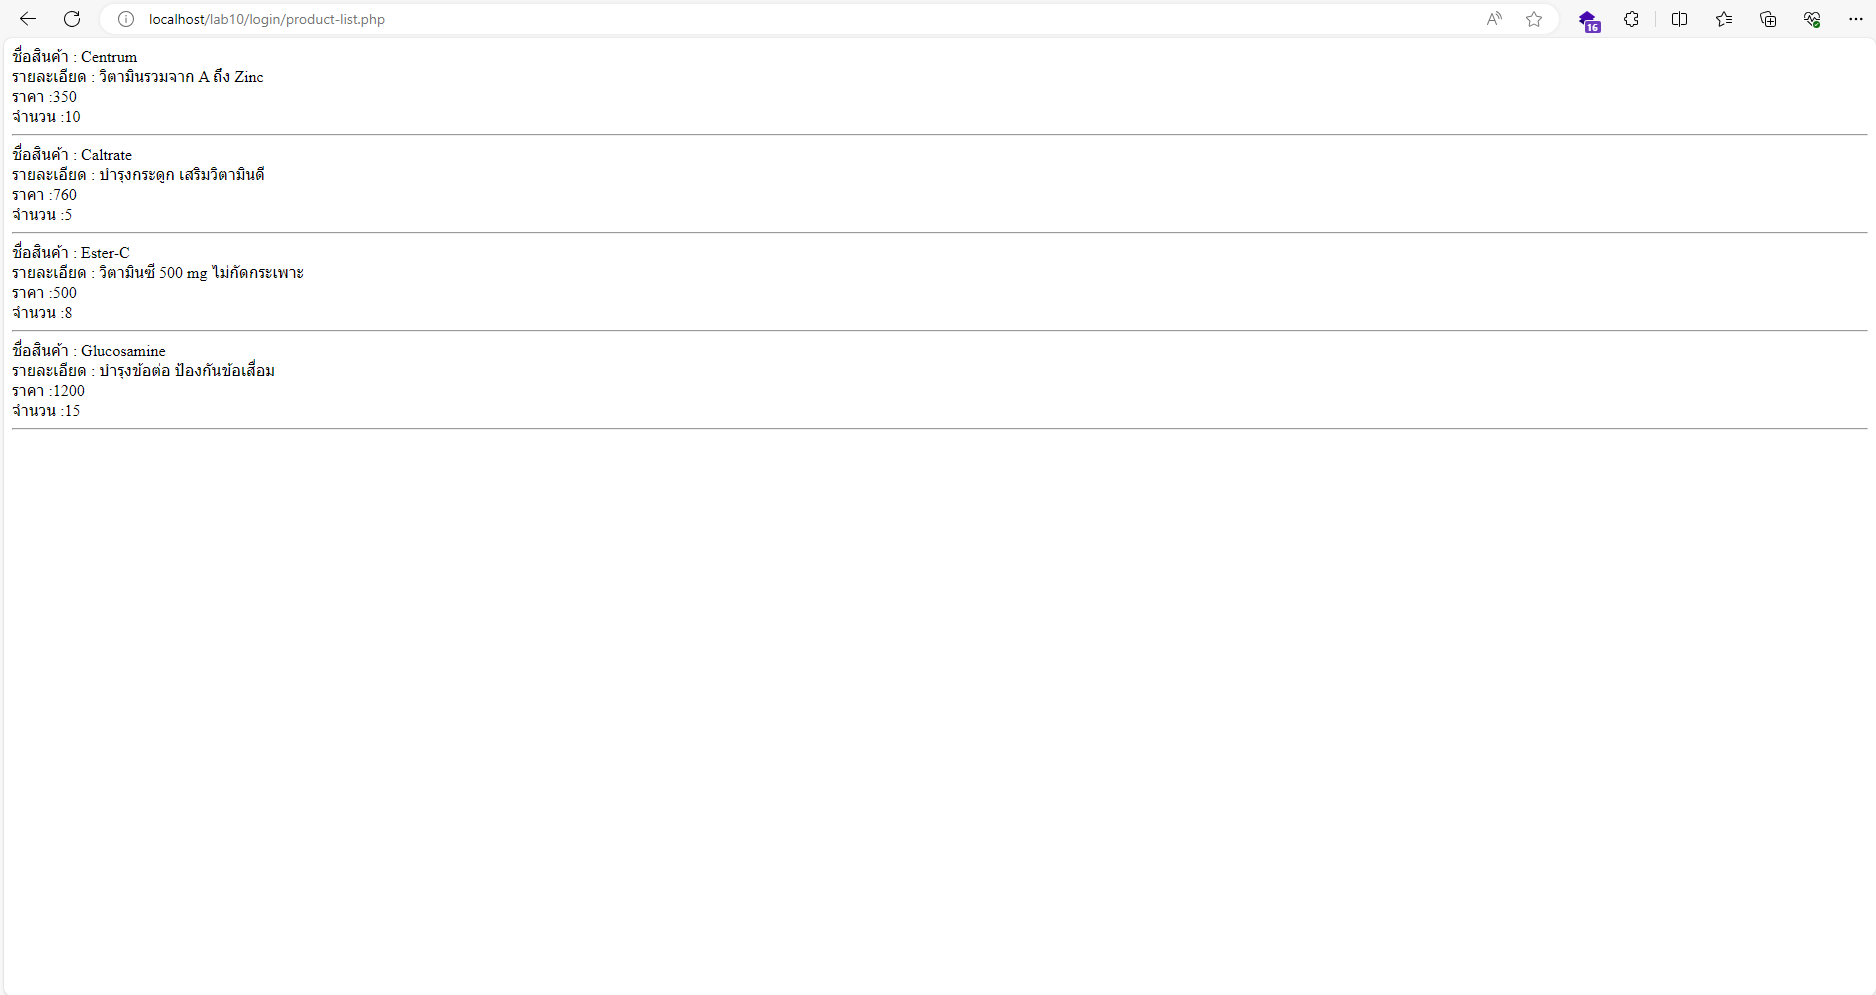 localhost/lab10/login/product-list.php
16
ชื่อสินค้า : Centrum
รายละเอียด : วิตามินรวมจาก A ถึง Zinc
ราคา :350
จำนวน :10
ชื่อสินค้า : Caltrate
รายละเอียด : บำรุงกระดูก เสริมวิตามินดี
ราคา :760
จำนวน :5
ชื่อสินค้า : Ester-C
รายละเอียด : วิตามินซี 500 mg ไม่กัดกระเพาะ
ราคา :500
จำนวน :8
ชื่อสินค้า : Glucosamine
รายละเอียด : บำรุงข้อต่อ ป้องกันข้อเสื่อม
ราคา :1200
จำนวน :15